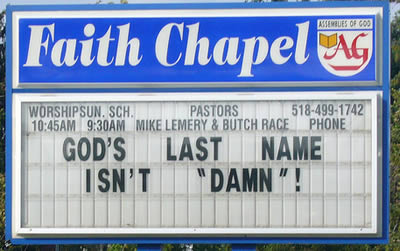 Faith Chapel
ASSEMBLIES OF GOD
AG
WORSHIP SUN. SCH. PASTORS 518-499-1742
10:45AM 9:30AM MIKE LEMERY & BUTCH RACE PHONE
GOD'S LAST NAME
ISN'T "DAMN"!